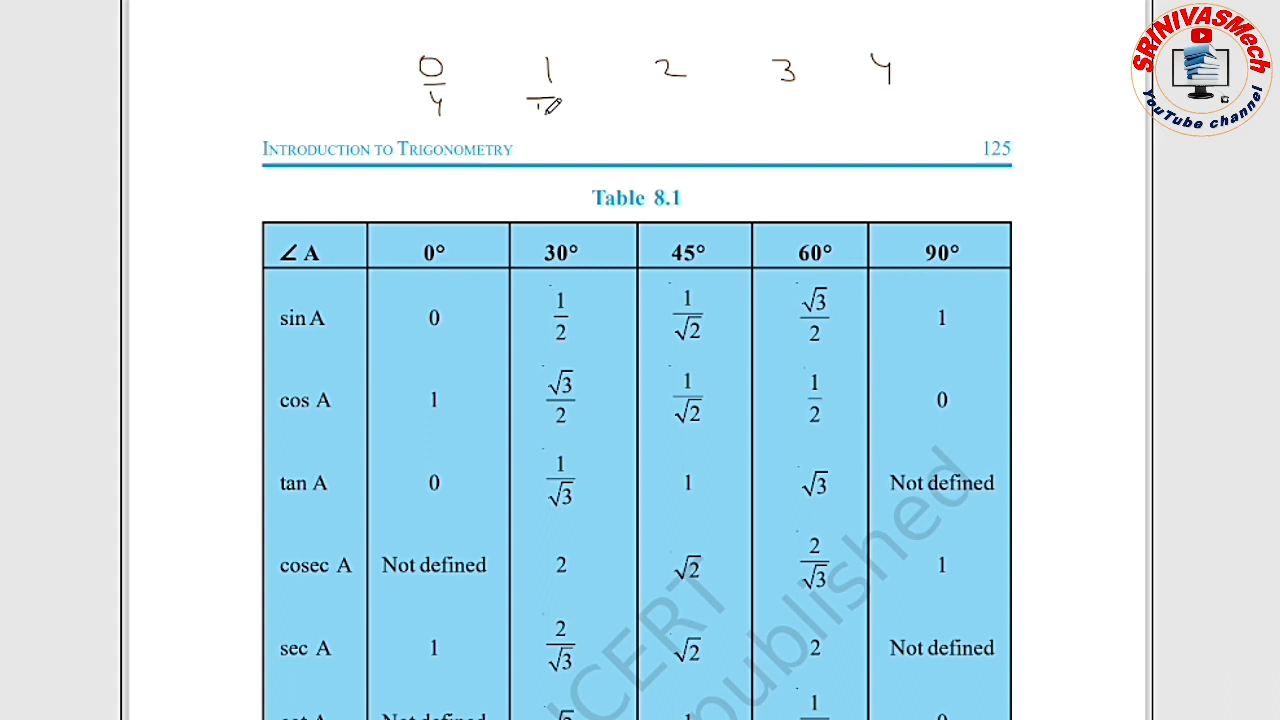 0 1 2 3 4
4
SRINIVASMech
YouTube channel
INTRODUCTION TO TRIGONOMETRY 125
Table 8.1
∠ A 0° 30° 45° 60° 90°
sin A 0 1/2 1/√2 √3/2 1
cos A 1 √3/2 1/√2 1/2 0
tan A 0 1/√3 1 √3 Not defined
cosec A Not defined 2 √2 2/√3 1
sec A 1 2/√3 √2 2 Not defined
1